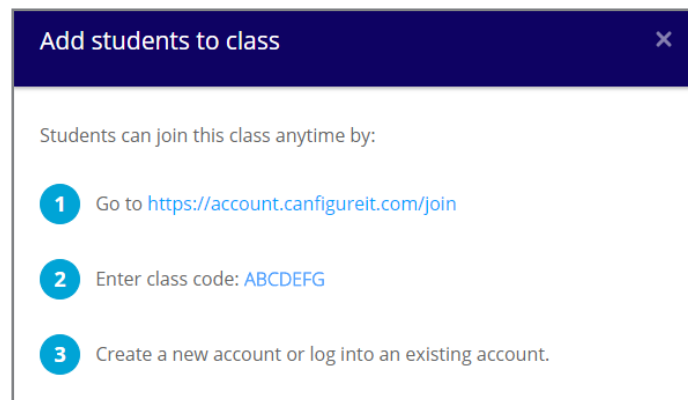 Add students to class
Students can join this class anytime by:
1 Go to https://account.canfigureit.com/join
2 Enter class code: ABCDEFG
3 Create a new account or log into an existing account.